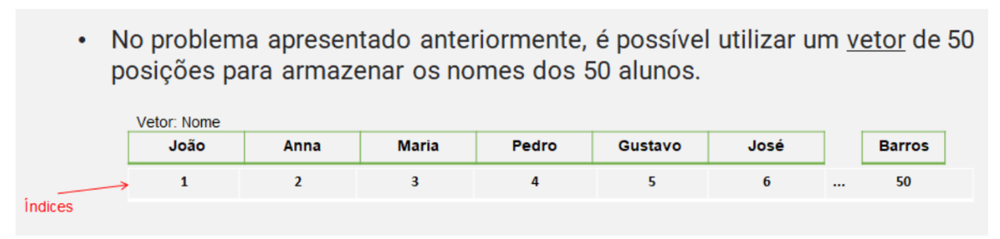 • No problema apresentado anteriormente, é possível utilizar um vetor de 50
posições para armazenar os nomes dos 50 alunos.
Vetor: Nome
João Anna Maria Pedro Gustavo José Barros
1 2 3 4 5 6 ... 50
Índices